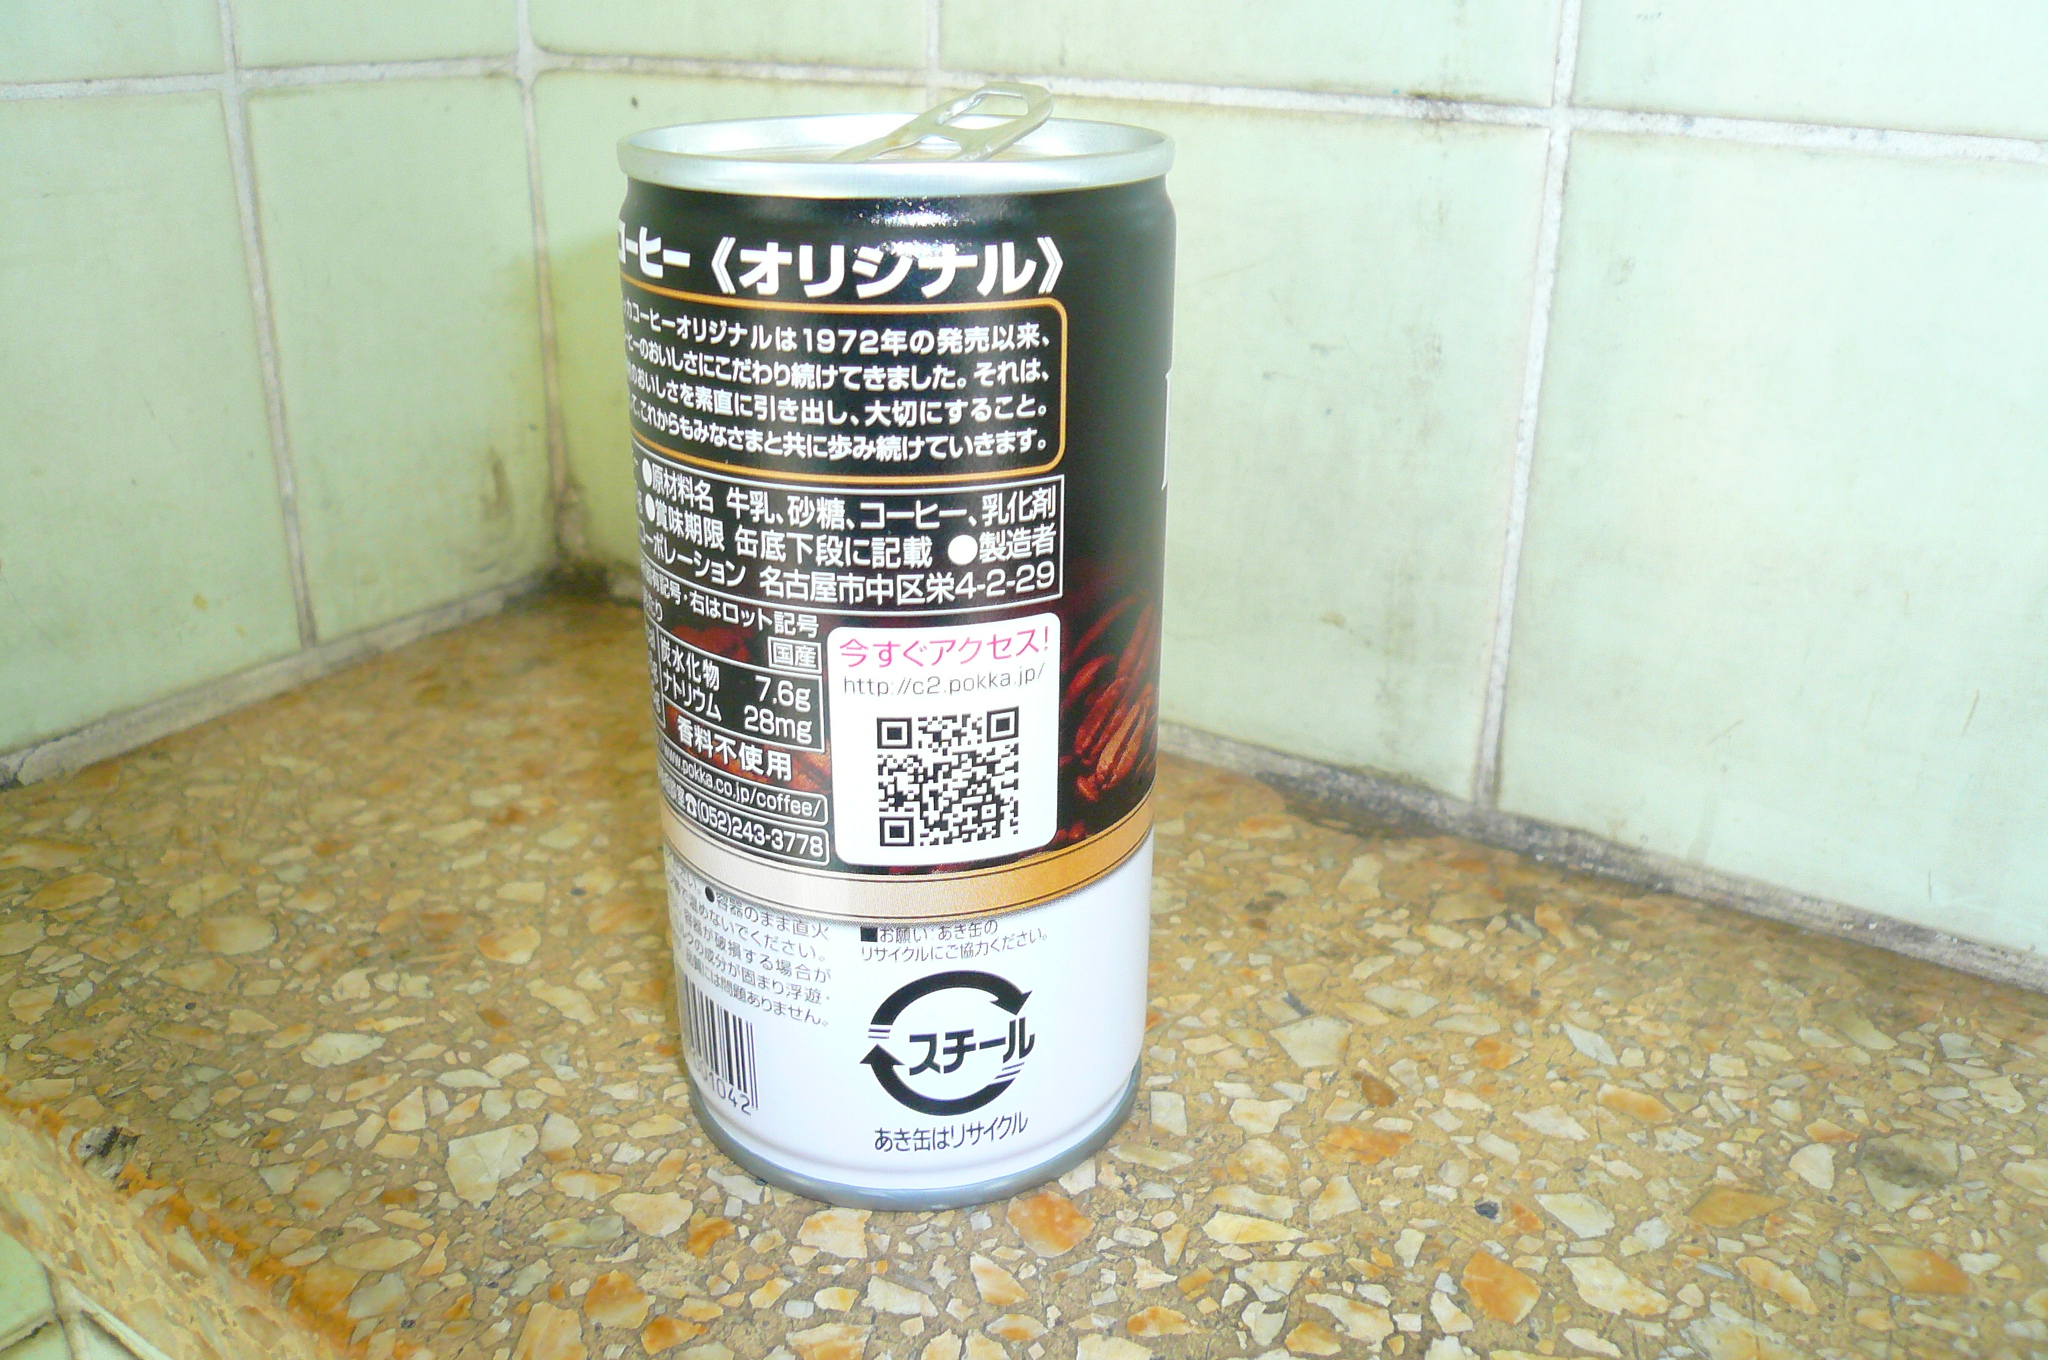 コーヒー《オリジナル》
カコーヒーオリジナルは1972年の発売以来、
ヒーのおいしさにこだわり続けてきました。それは、
のおいしさを素直に引き出し、大切にすること。
て、これからもみなさまと共に歩み続けていきます。
●原材料名 牛乳、砂糖、コーヒー、乳化剤
●賞味期限 缶底下段に記載 ●製造者
コーポレーション 名古屋市中区栄4-2-29
有記号・右はロット記号
国産
炭水化物 7.6g
ナトリウム 28mg
香料不使用
www.pokka.co.jp/coffee/
☎(052)243-3778
今すぐアクセス!
http://c2.pokka.jp/
●容器のまま直火
温めないでください。
容器が破損する場合が
の成分が固まり浮遊・
には問題ありません。
01042
■お願い:あき缶の
リサイクルにご協力ください。
スチール
あき缶はリサイクル